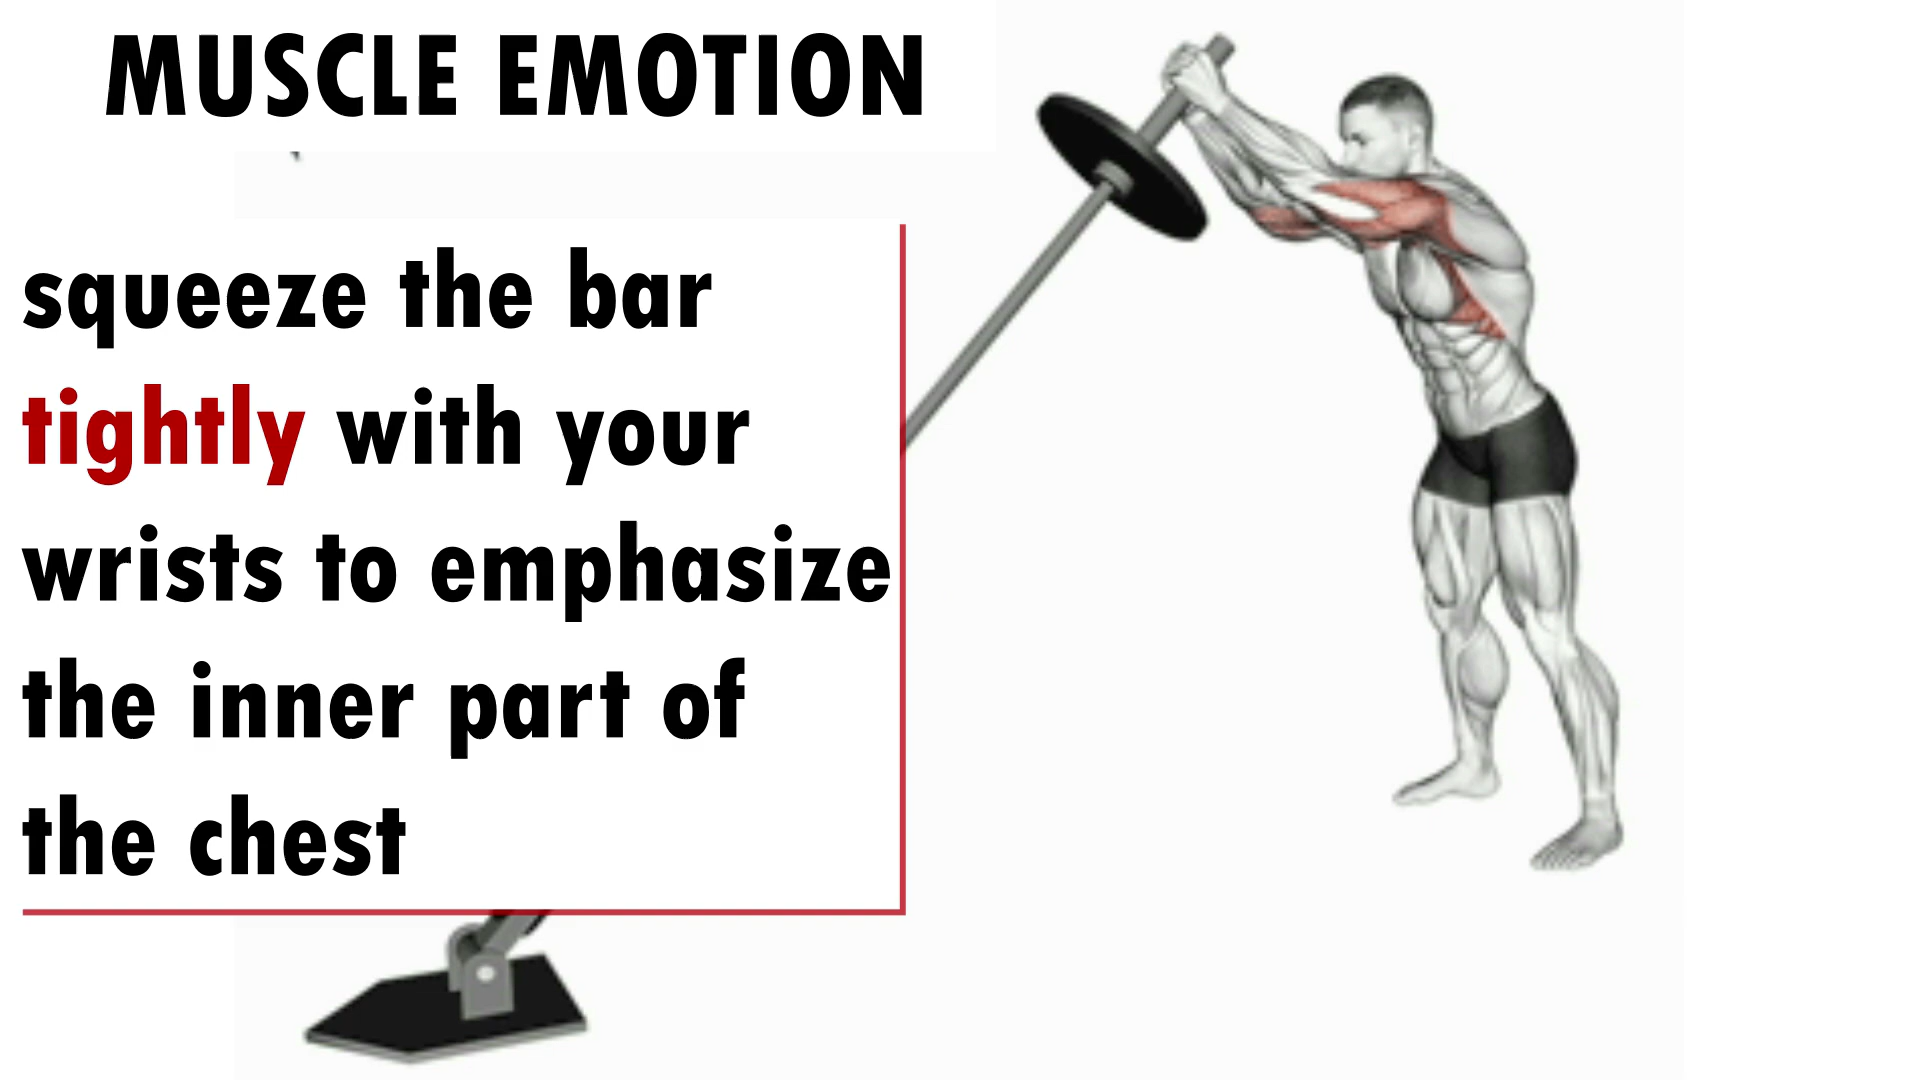 MUSCLE EMOTION
squeeze the bar
tightly with your
wrists to emphasize
the inner part of
the chest